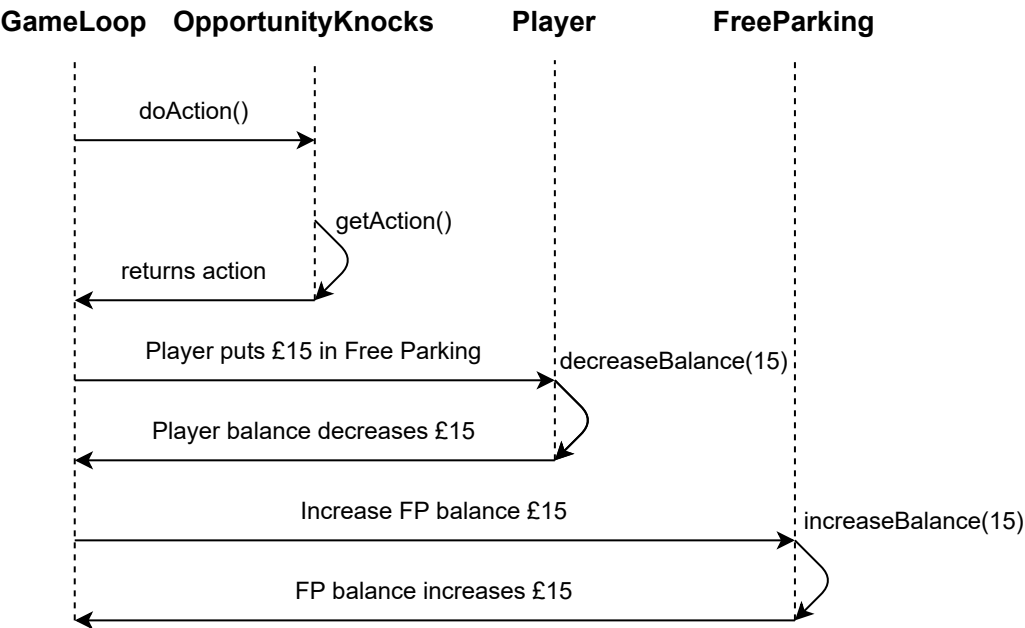 GameLoop OpportunityKnocks Player FreeParking
doAction()
getAction()
returns action
Player puts £15 in Free Parking
decreaseBalance(15)
Player balance decreases £15
Increase FP balance £15
increaseBalance(15)
FP balance increases £15